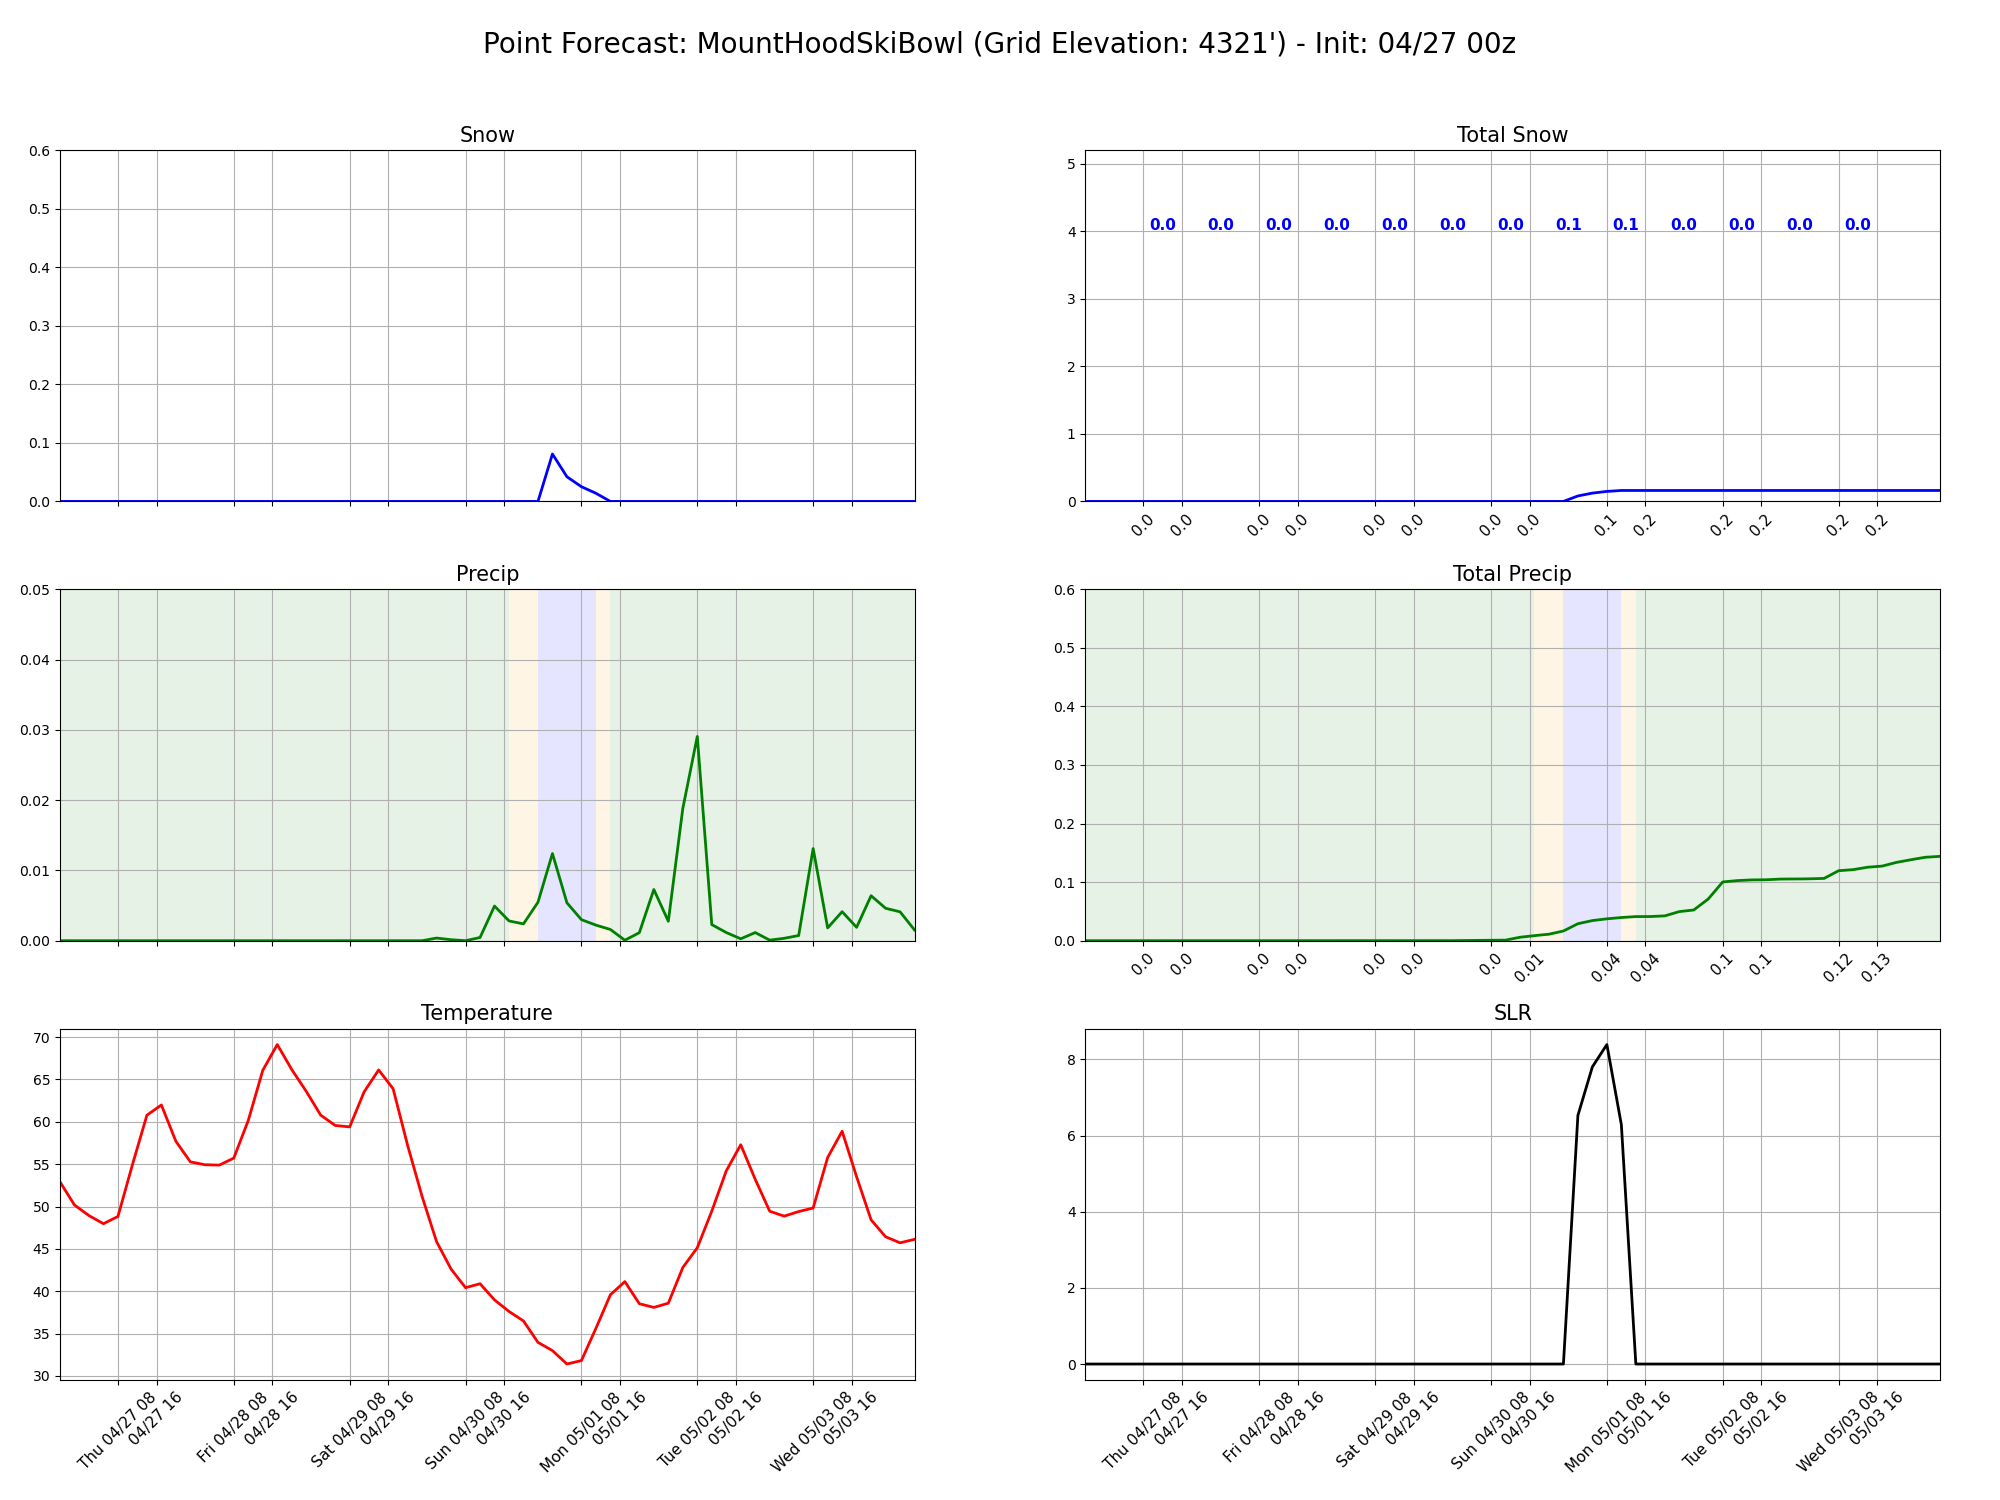 Point Forecast: MountHoodSkiBowl (Grid Elevation: 4321') - Init: 04/27 00z
Snow
0.6
0.5
0.4
0.3
0.2
0.1
0.0
Total Snow
5
4
3
2
1
0
0.0 0.0 0.0 0.0 0.0 0.0 0.0 0.1 0.1 0.0 0.0 0.0 0.0
0.0 0.0 0.0 0.0 0.0 0.0 0.0 0.0 0.1 0.2 0.2 0.2 0.2 0.2
Precip
0.05
0.04
0.03
0.02
0.01
0.00
Total Precip
0.6
0.5
0.4
0.3
0.2
0.1
0.0
0.0 0.0 0.0 0.0 0.0 0.0 0.0 0.01 0.04 0.04 0.1 0.1 0.12 0.13
Temperature
70
65
60
55
50
45
40
35
30
Thu 04/27 08
04/27 16
Fri 04/28 08
04/28 16
Sat 04/29 08
04/29 16
Sun 04/30 08
04/30 16
Mon 05/01 08
05/01 16
Tue 05/02 08
05/02 16
Wed 05/03 08
05/03 16
SLR
8
6
4
2
0
Thu 04/27 08
04/27 16
Fri 04/28 08
04/28 16
Sat 04/29 08
04/29 16
Sun 04/30 08
04/30 16
Mon 05/01 08
05/01 16
Tue 05/02 08
05/02 16
Wed 05/03 08
05/03 16